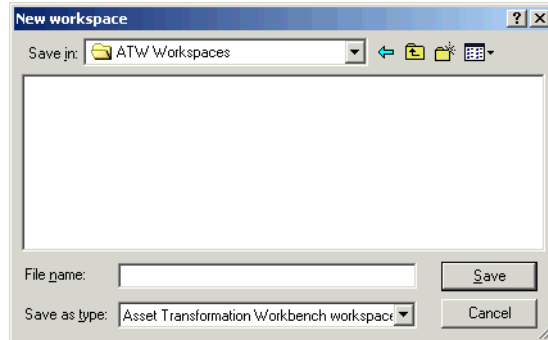 New workspace
Save in: ATW Workspaces
File name:
Save
Save as type: Asset Transformation Workbench workspace
Cancel